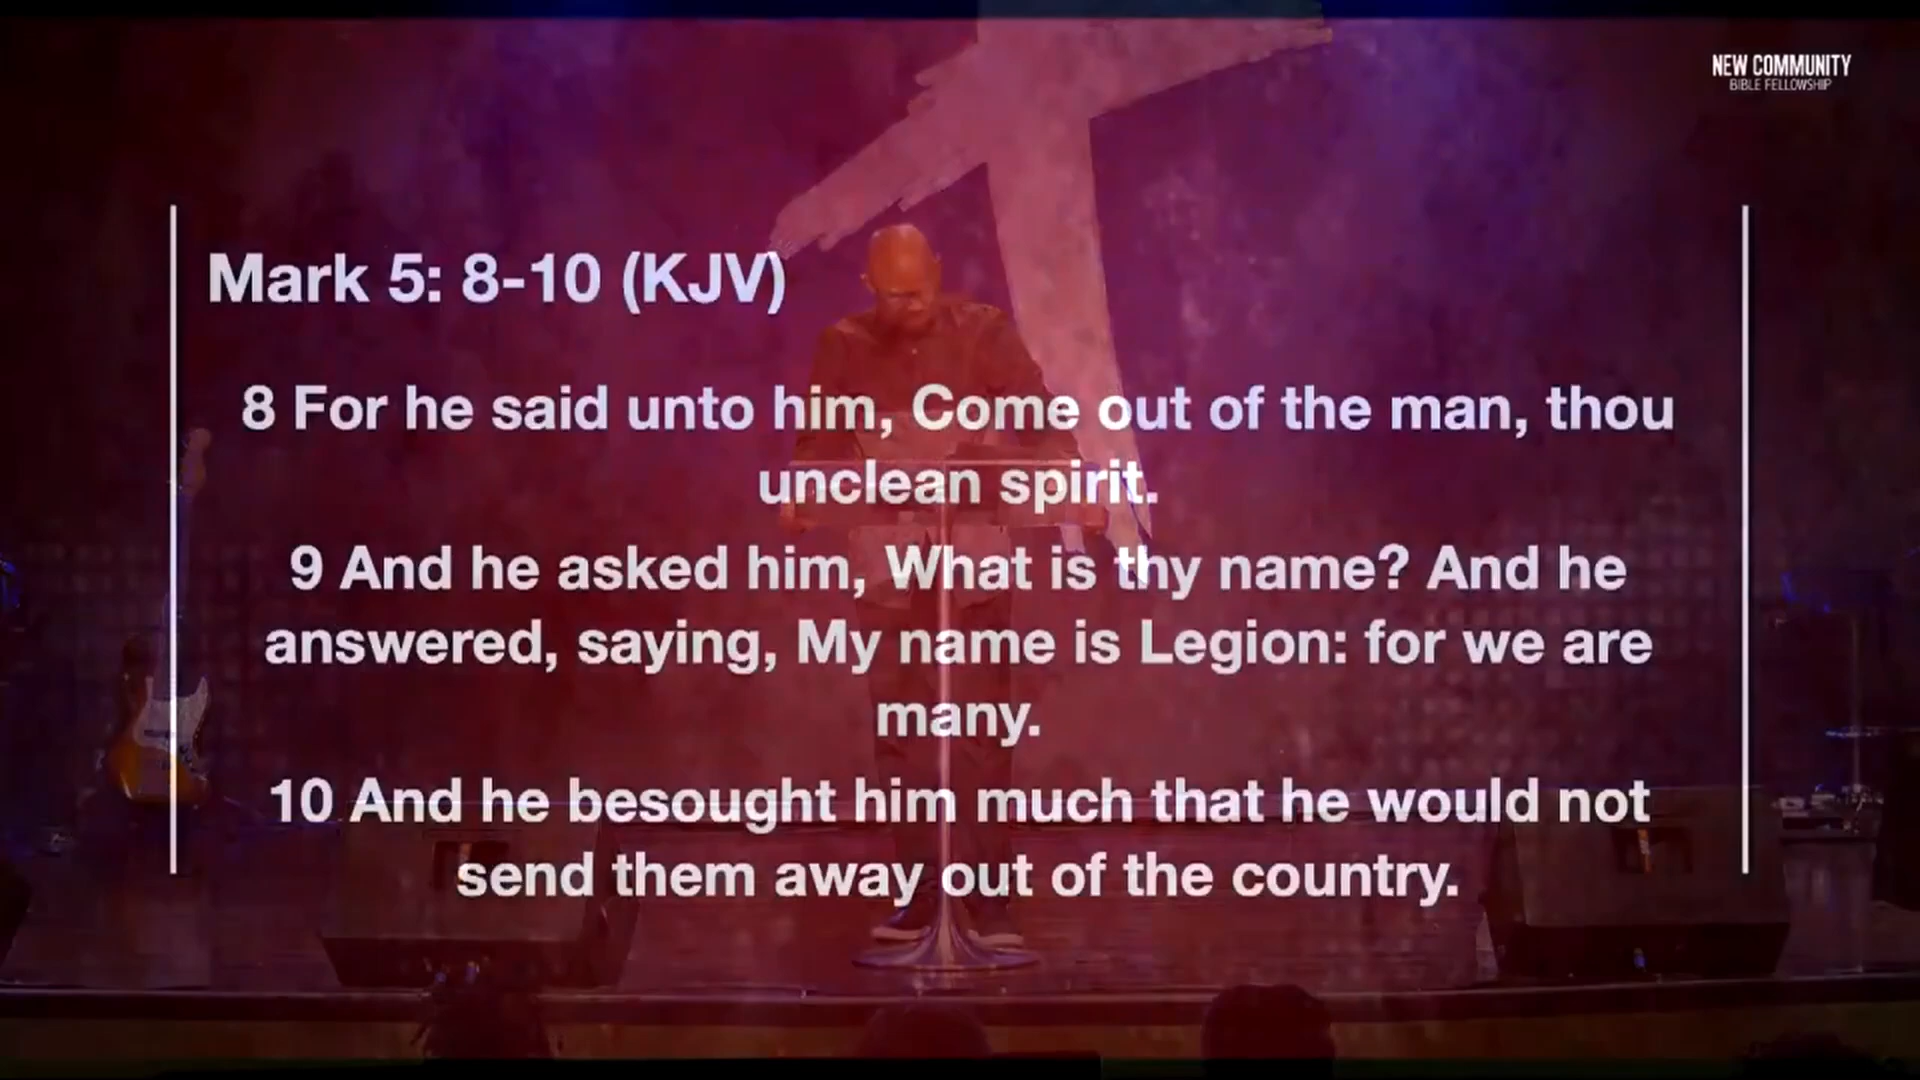 NEW COMMUNITY
BIBLE FELLOWSHIP
Mark 5: 8-10 (KJV)
8 For he said unto him, Come out of the man, thou
unclean spirit.
9 And he asked him, What is thy name? And he
answered, saying, My name is Legion: for we are
many.
10 And he besought him much that he would not
send them away out of the country.